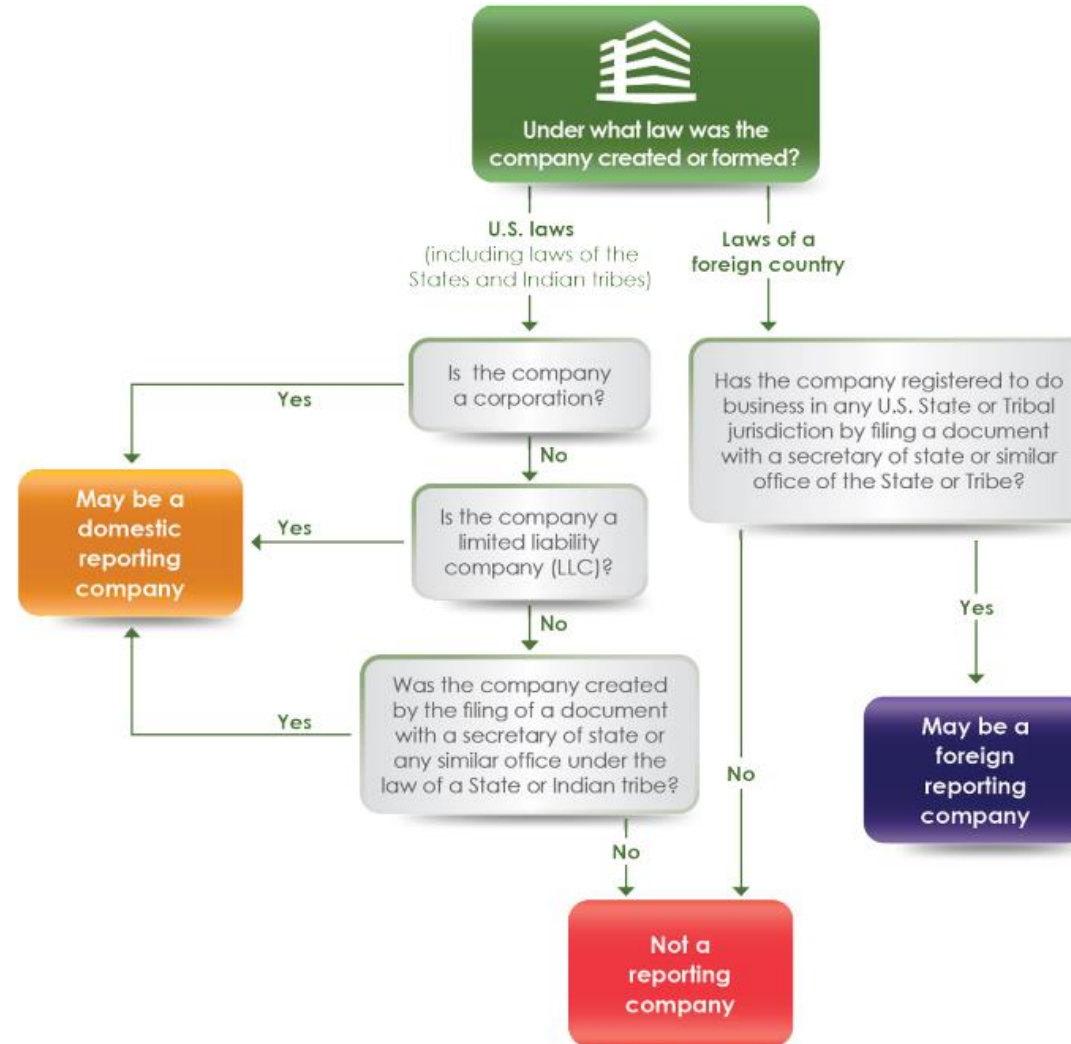 Under what law was the
company created or formed?
U.S. laws
(including laws of the
States and Indian tribes)
Laws of a
foreign country
Is the company
a corporation?
Yes
No
Has the company registered to do
business in any U.S. State or Tribal
jurisdiction by filing a document
with a secretary of state or similar
office of the State or Tribe?
May be a
domestic
reporting
company
Yes
Is the company a
limited liability
company (LLC)?
No
Yes
Was the company created
by the filing of a document
with a secretary of state or
any similar office under the
law of a State or Indian tribe?
Yes
No
No
May be a
foreign
reporting
company
Not a
reporting
company